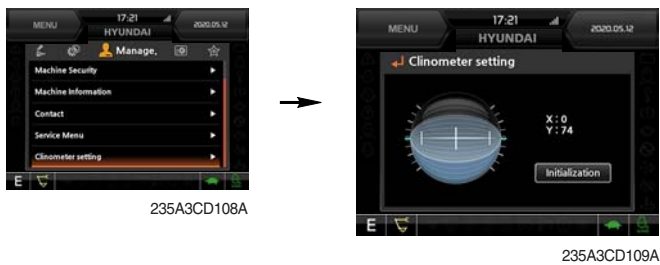 MENU
17:21
2020.05.12
HYUNDAI
Manage.
Machine Security
Machine Information
Contact
Service Menu
Clinometer setting
E
235A3CD108A
MENU
17:21
2020.05.12
HYUNDAI
Clinometer setting
X : 0
Y : 74
Initialization
E
235A3CD109A